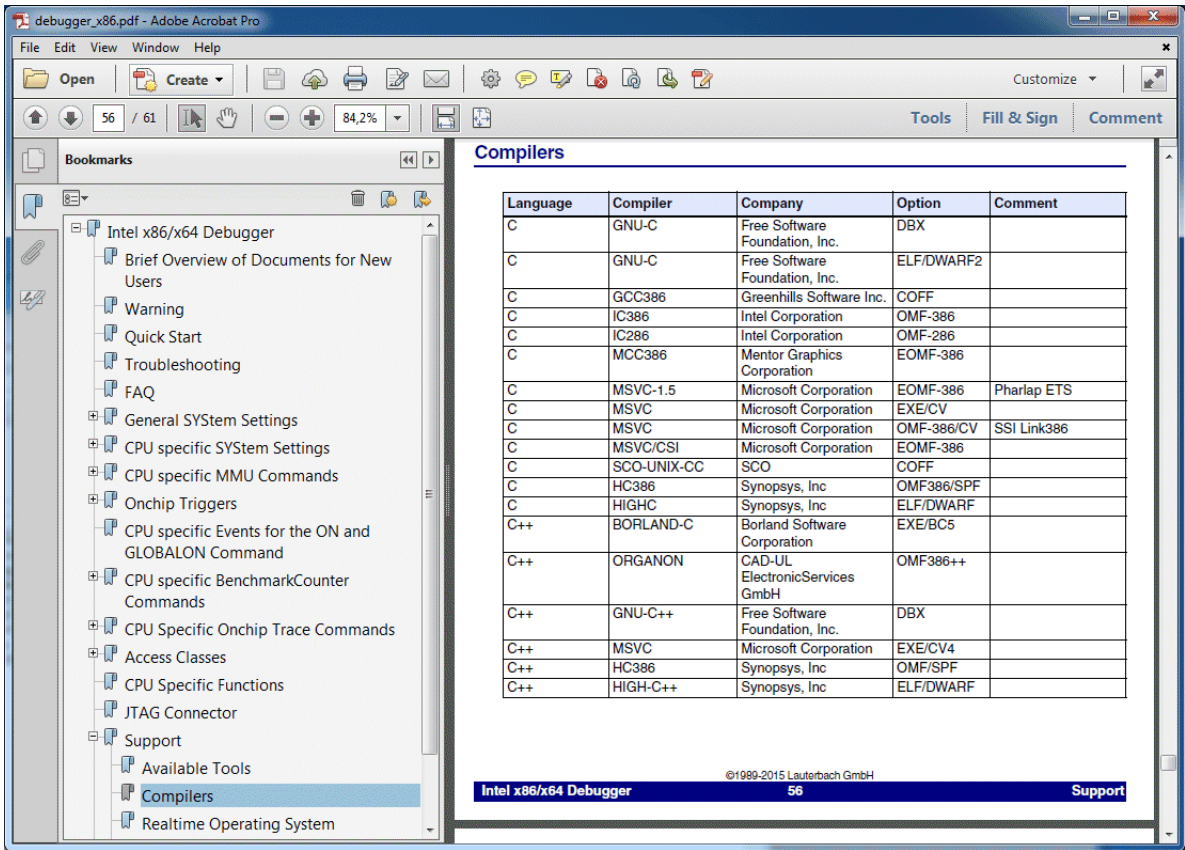 debugger_x86.pdf - Adobe Acrobat Pro
File Edit View Window Help
Open Create Customize
56 / 61 84,2% Tools Fill & Sign Comment
Bookmarks
Intel x86/x64 Debugger
Brief Overview of Documents for New
Users
Warning
Quick Start
Troubleshooting
FAQ
General SYStem Settings
CPU specific SYStem Settings
CPU specific MMU Commands
Onchip Triggers
CPU specific Events for the ON and
GLOBALON Command
CPU specific BenchmarkCounter
Commands
CPU Specific Onchip Trace Commands
Access Classes
CPU Specific Functions
JTAG Connector
Support
Available Tools
Compilers
Realtime Operating System
Compilers
Language Compiler Company Option Comment
C GNU-C Free Software DBX
Foundation, Inc.
C GNU-C Free Software ELF/DWARF2
Foundation, Inc.
C GCC386 Greenhills Software Inc. COFF
C IC386 Intel Corporation OMF-386
C IC286 Intel Corporation OMF-286
C MCC386 Mentor Graphics EOMF-386
Corporation
C MSVC-1.5 Microsoft Corporation EOMF-386 Pharlap ETS
C MSVC Microsoft Corporation EXE/CV
C MSVC Microsoft Corporation OMF-386/CV SSI Link386
C MSVC/CSI Microsoft Corporation EOMF-386
C SCO-UNIX-CC SCO COFF
C HC386 Synopsys, Inc OMF386/SPF
C HIGHC Synopsys, Inc ELF/DWARF
C++ BORLAND-C Borland Software EXE/BC5
Corporation
C++ ORGANON CAD-UL OMF386++
ElectronicServices
GmbH
C++ GNU-C++ Free Software DBX
Foundation, Inc.
C++ MSVC Microsoft Corporation EXE/CV4
C++ HC386 Synopsys, Inc OMF/SPF
C++ HIGH-C++ Synopsys, Inc ELF/DWARF
©1989-2015 Lauterbach GmbH
Intel x86/x64 Debugger 56 Support